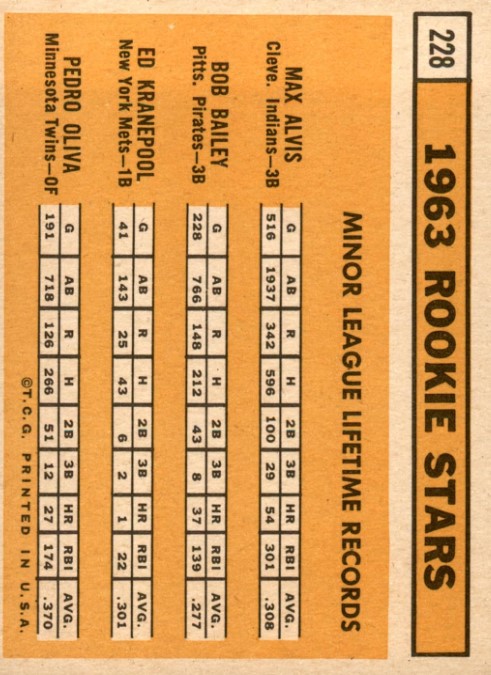 228
1963 ROOKIE STARS
MINOR LEAGUE LIFETIME RECORDS
MAX ALVIS
Cleve. Indians—3B
G AB R H 2B 3B HR RBI AVG.
516 1937 342 596 100 29 54 301 .308
BOB BAILEY
Pitts. Pirates—3B
G AB R H 2B 3B HR RBI AVG.
228 766 148 212 43 8 37 139 .277
ED KRANEPOOL
New York Mets—1B
G AB R H 2B 3B HR RBI AVG.
41 143 25 43 6 2 1 22 .301
PEDRO OLIVA
Minnesota Twins—OF
G AB R H 2B 3B HR RBI AVG.
191 718 126 266 51 12 27 174 .370
©T.C.G. PRINTED IN U.S.A.